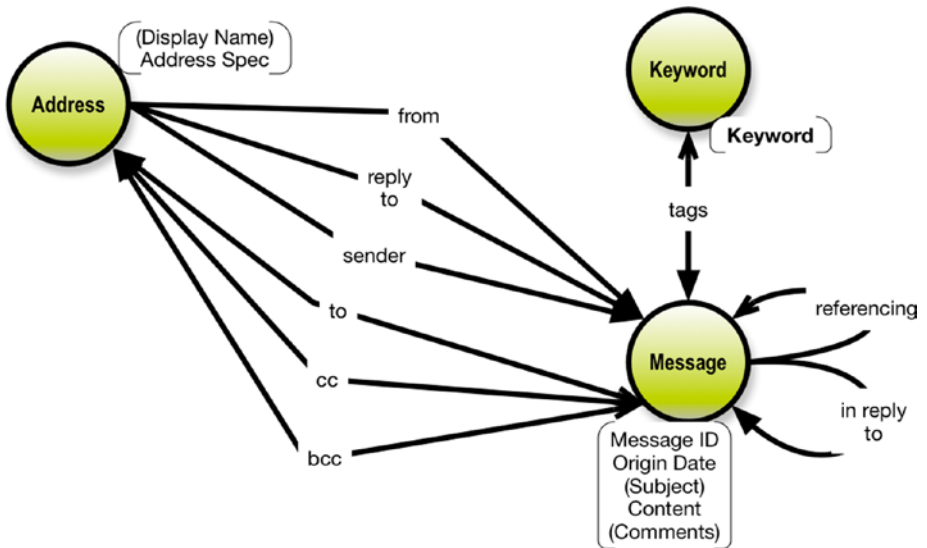 (Display Name)
Address Spec
Address
Keyword
Keyword
from
reply
to
sender
to
cc
bcc
tags
referencing
Message
in reply
to
Message ID
Origin Date
(Subject)
Content
(Comments)